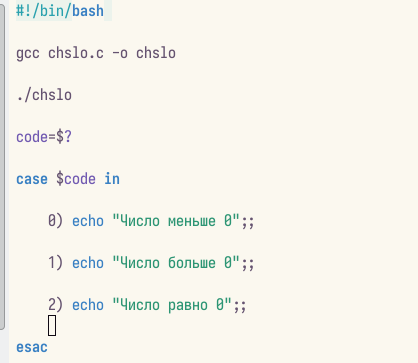 #!/bin/bash
gcc chslo.c -o chslo
./chslo
code=$?
case $code in
0) echo "Число меньше 0";;
1) echo "Число больше 0";;
2) echo "Число равно 0";;
esac